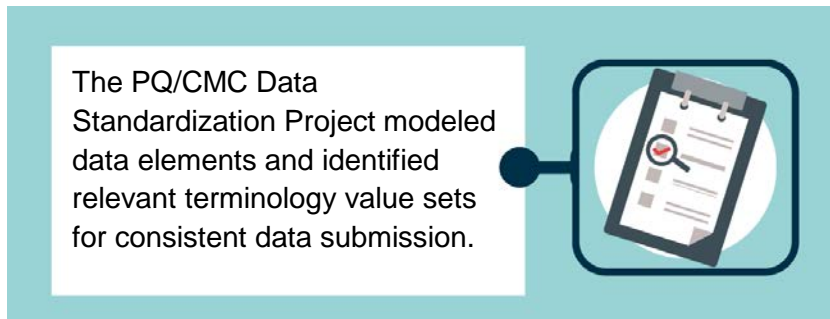 The PQ/CMC Data
Standardization Project modeled
data elements and identified
relevant terminology value sets
for consistent data submission.